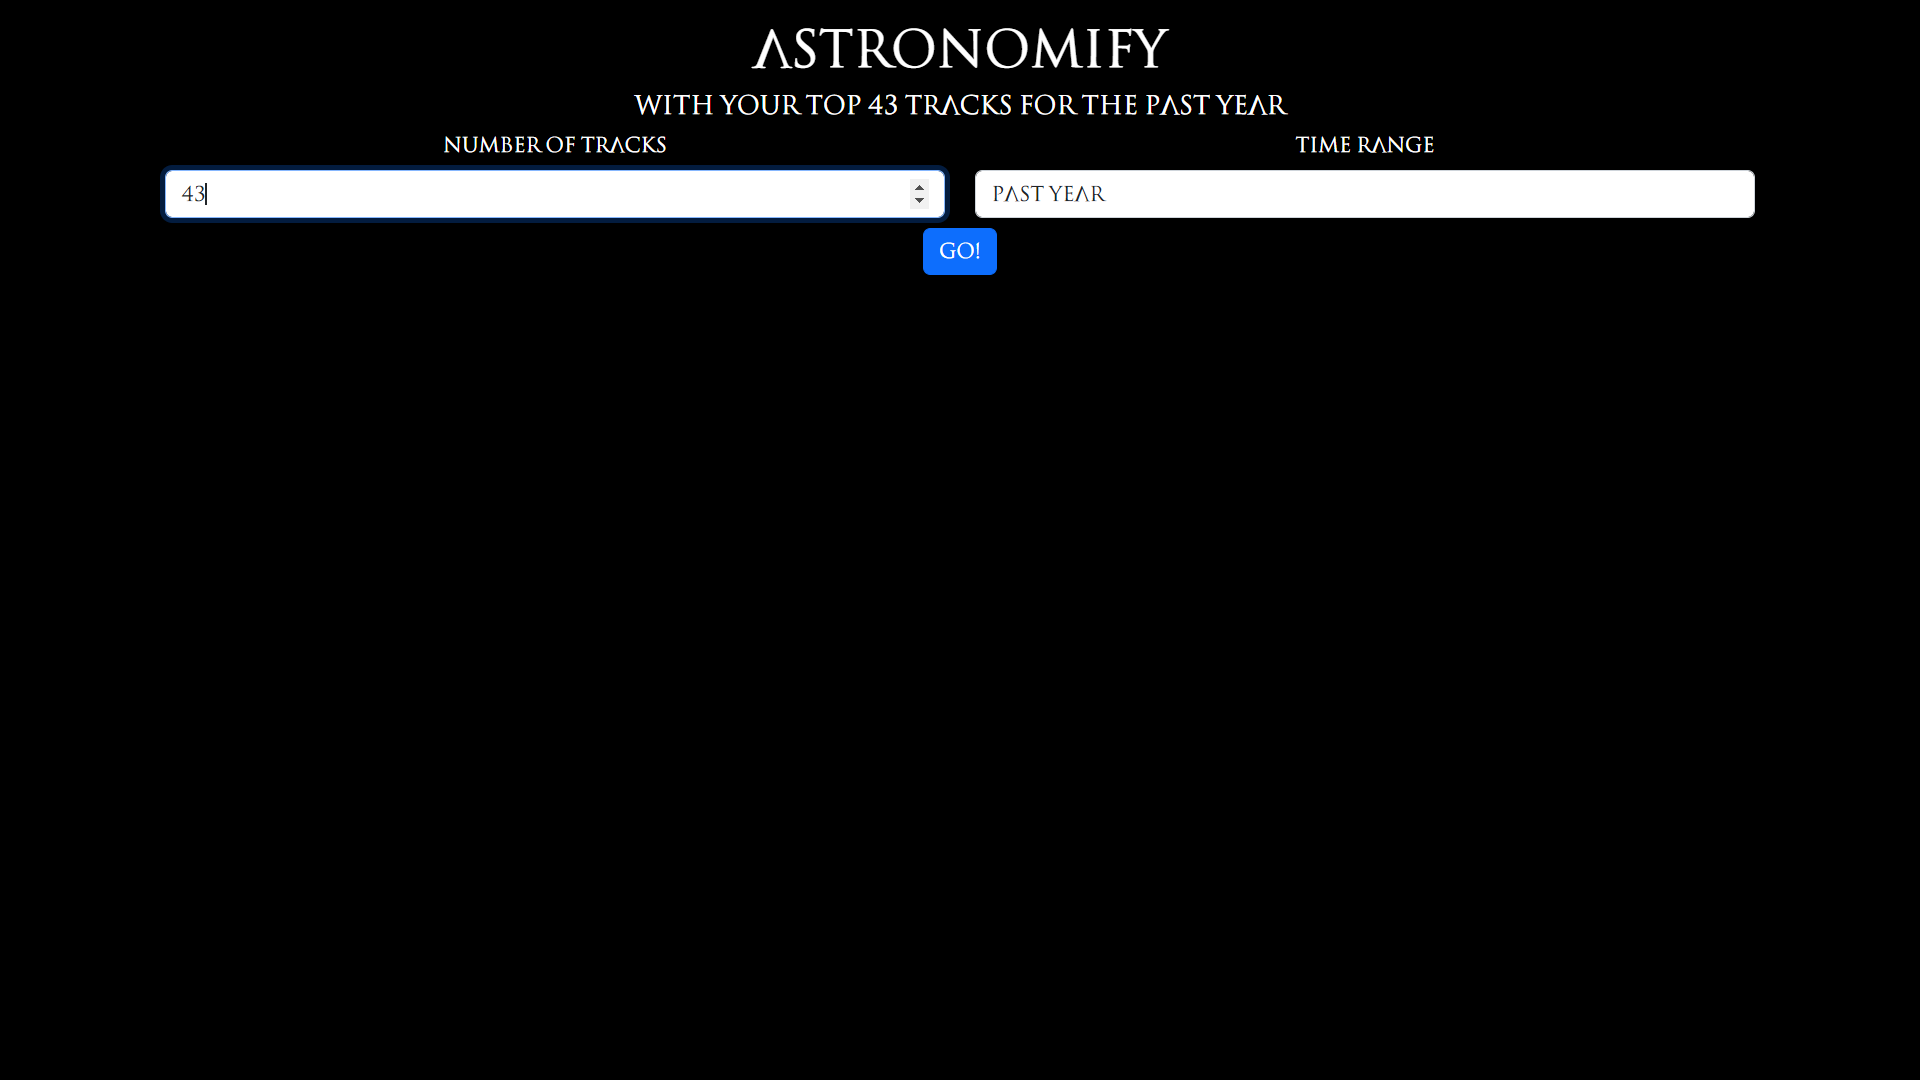 ASTRONOMIFY
WITH YOUR TOP 43 TRACKS FOR THE PAST YEAR
NUMBER OF TRACKS
TIME RANGE
43
PAST YEAR
GO!